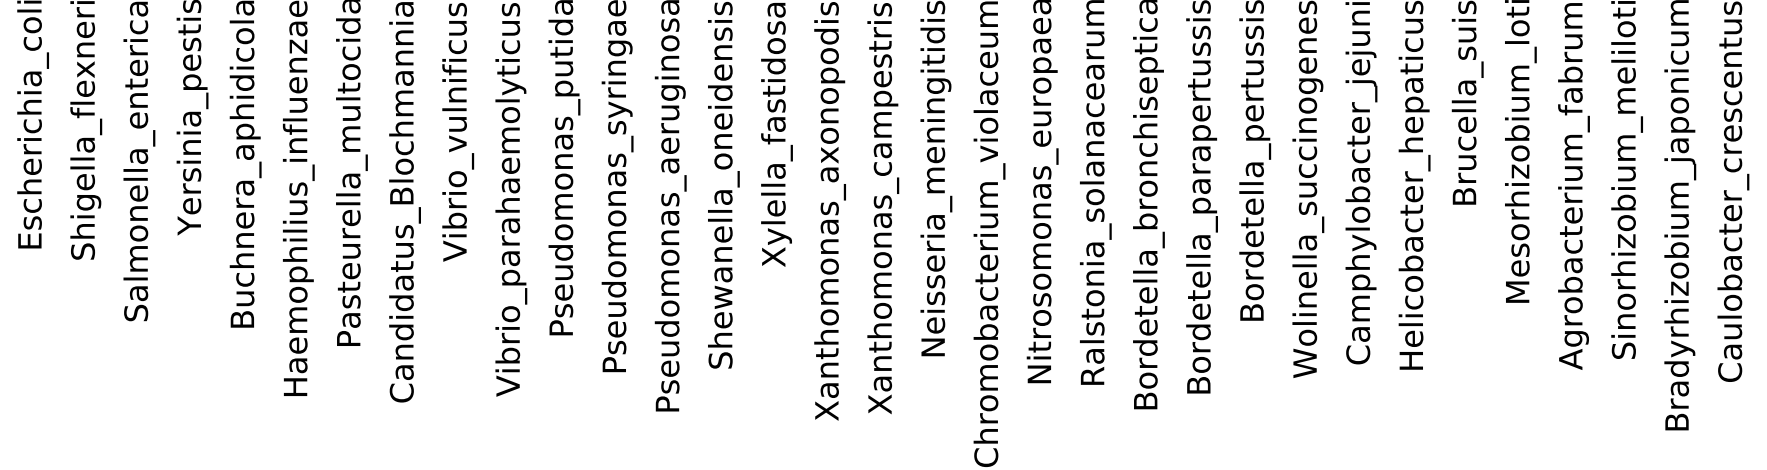 Escherichia_coli
Shigella_flexneri
Salmonella_enterica
Yersinia_pestis
Buchnera_aphidicola
Haemophilius_influenzae
Pasteurella_multocida
Candidatus_Blochmannia
Vibrio_vulnificus
Vibrio_parahaemolyticus
Pseudomonas_putida
Pseudomonas_syringae
Pseudomonas_aeruginosa
Shewanella_oneidensis
Xylella_fastidosa
Xanthomonas_axonopodis
Xanthomonas_campestris
Neisseria_meningitidis
Chromobacterium_violaceum
Nitrosomonas_europaea
Ralstonia_solanacearum
Bordetella_bronchiseptica
Bordetella_parapertussis
Bordetella_pertussis
Wolinella_succinogenes
Camphylobacter_jejuni
Helicobacter_hepaticus
Brucella_suis
Mesorhizobium_loti
Agrobacterium_fabrum
Sinorhizobium_meliloti
Bradyrhizobium_japonicum
Caulobacter_crescentus